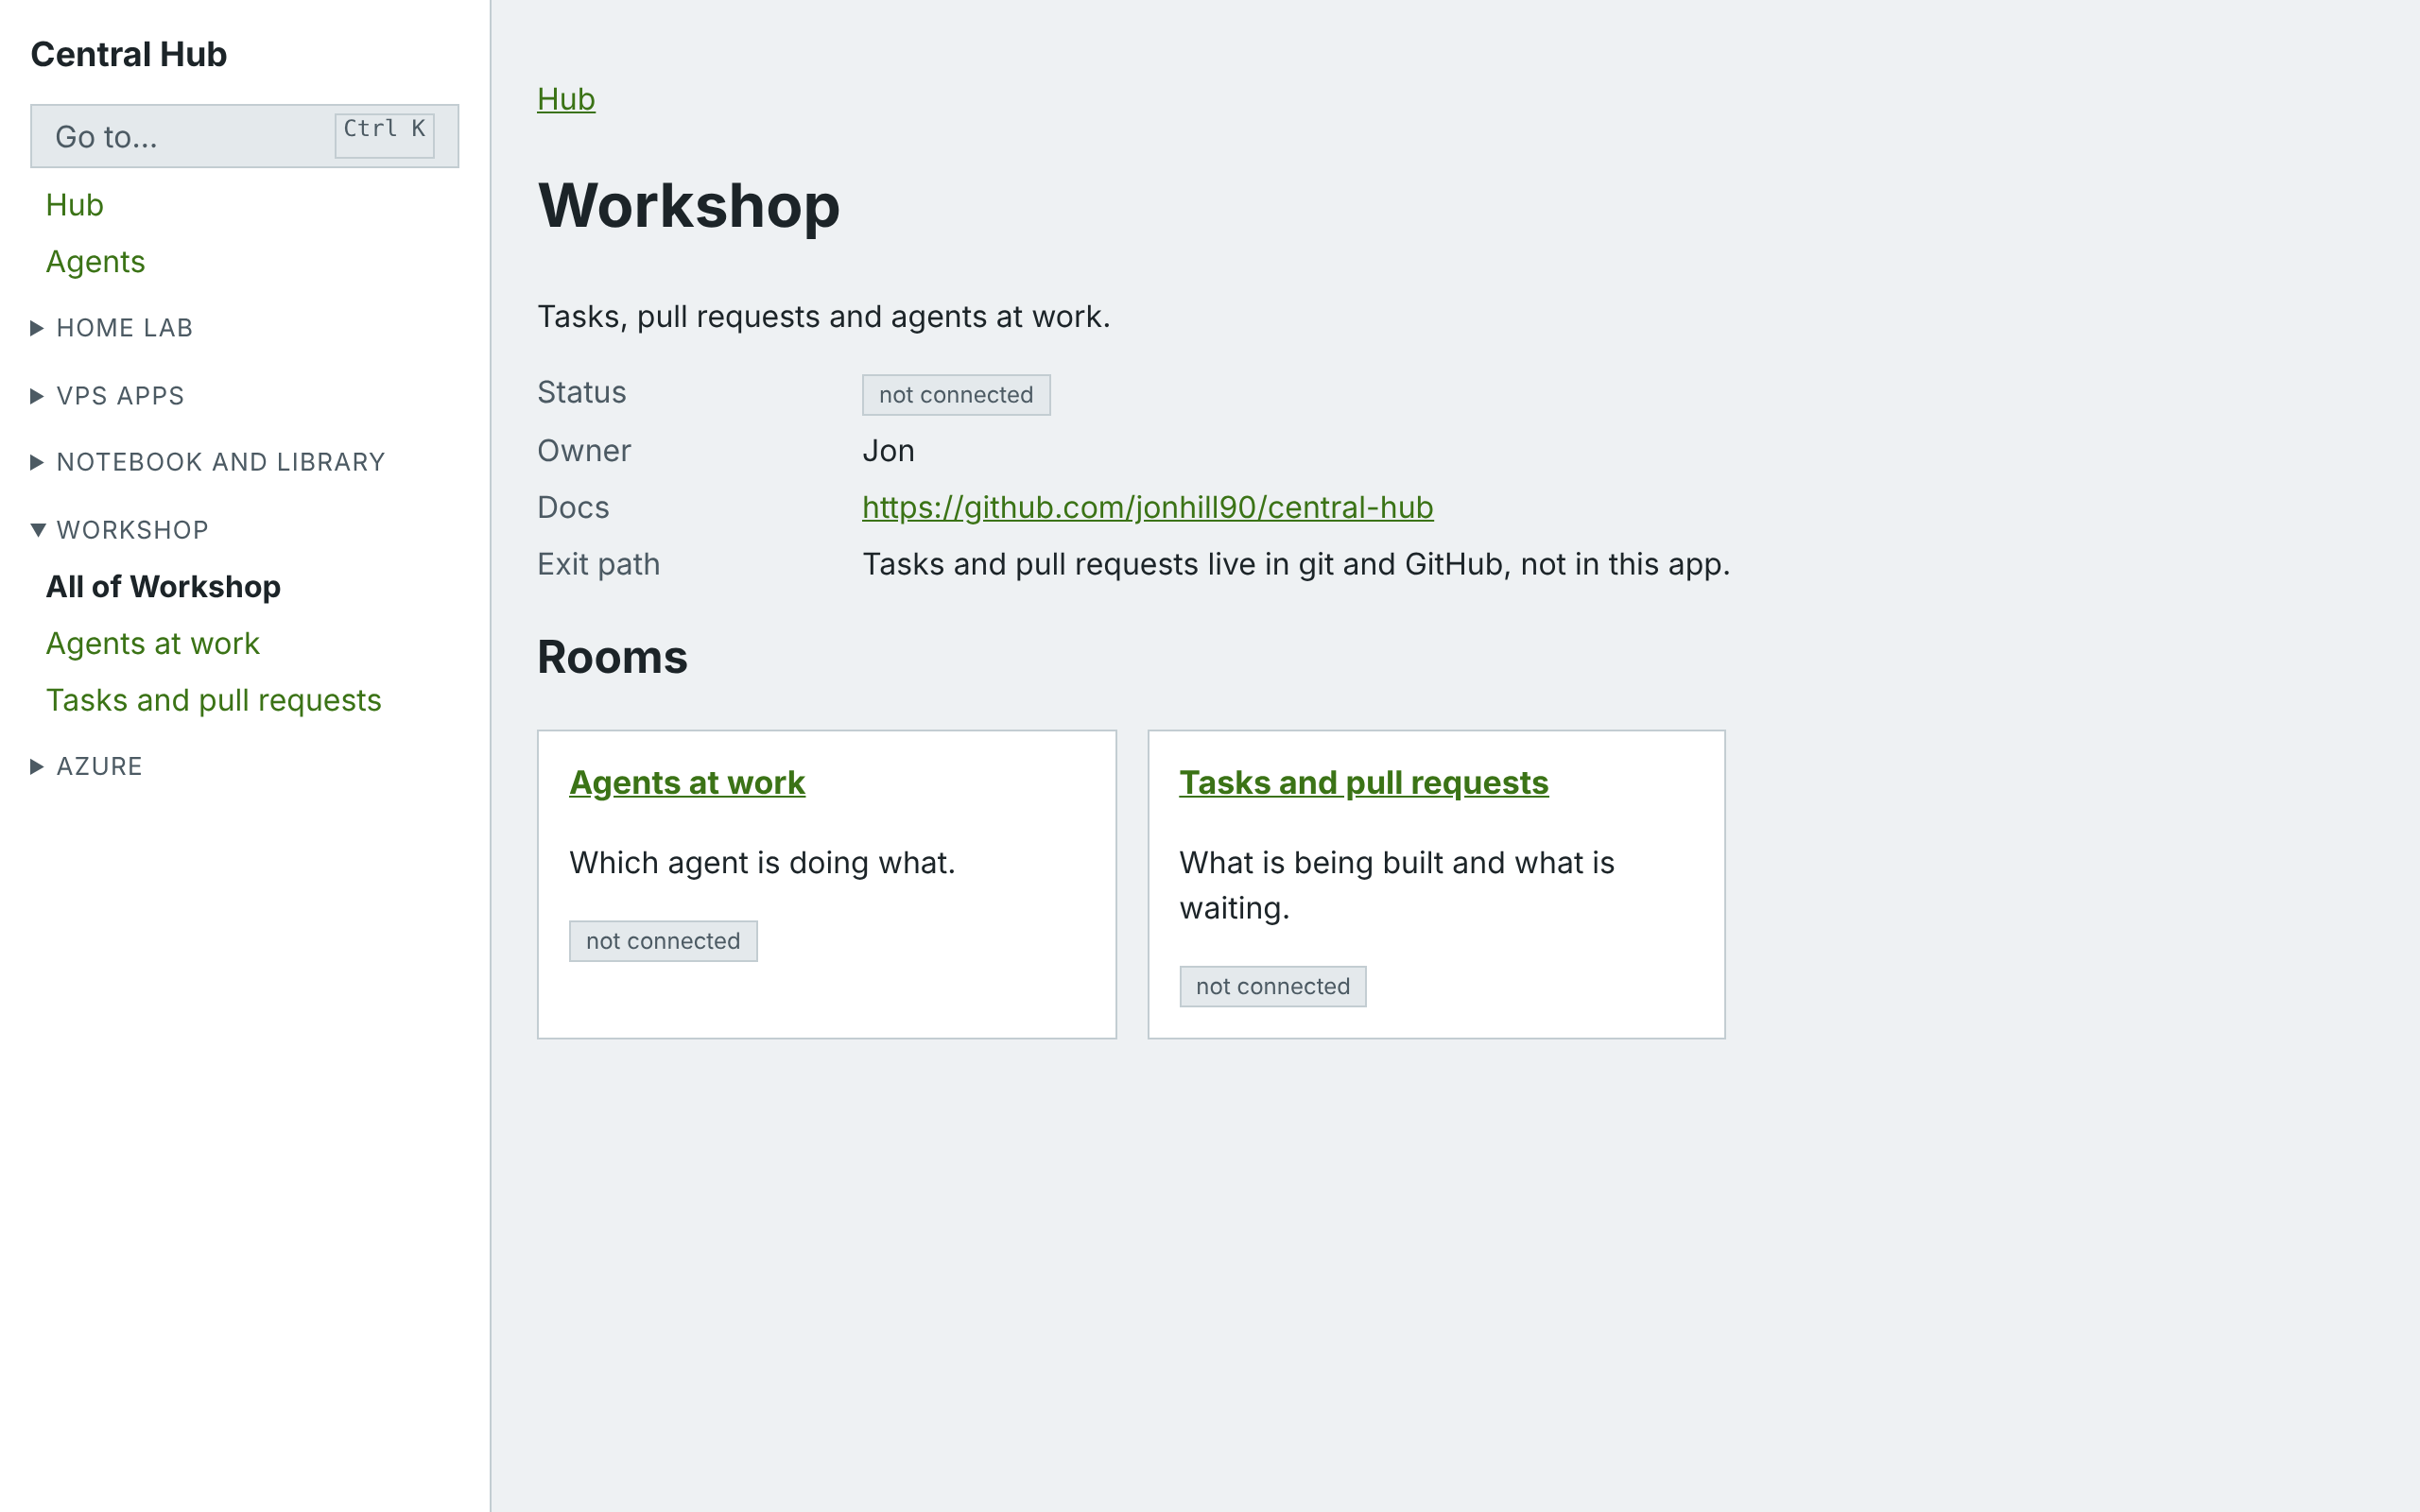 Central Hub
Go to... Ctrl K
Hub
Agents
HOME LAB
VPS APPS
NOTEBOOK AND LIBRARY
WORKSHOP
All of Workshop
Agents at work
Tasks and pull requests
AZURE
Hub
Workshop
Tasks, pull requests and agents at work.
Status not connected
Owner Jon
Docs https://github.com/jonhill90/central-hub
Exit path Tasks and pull requests live in git and GitHub, not in this app.
Rooms
Agents at work
Which agent is doing what.
not connected
Tasks and pull requests
What is being built and what is
waiting.
not connected